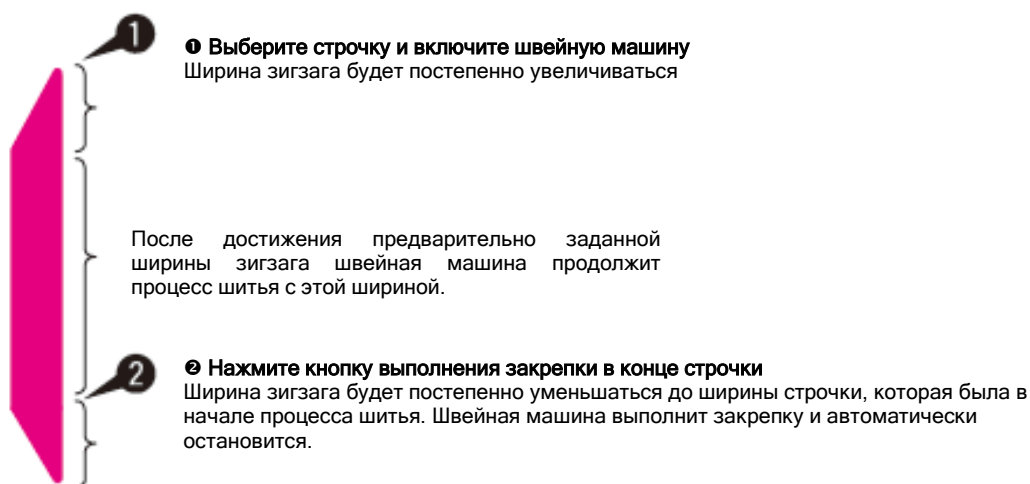 ❶
❶ Выберите строчку и включите швейную машину
Ширина зигзага будет постепенно увеличиваться
После достижения предварительно заданной
ширины зигзага швейная машина продолжит
процесс шитья с этой шириной.
❷
❷ Нажмите кнопку выполнения закрепки в конце строчки
Ширина зигзага будет постепенно уменьшаться до ширины строчки, которая была в
начале процесса шитья. Швейная машина выполнит закрепку и автоматически
остановится.